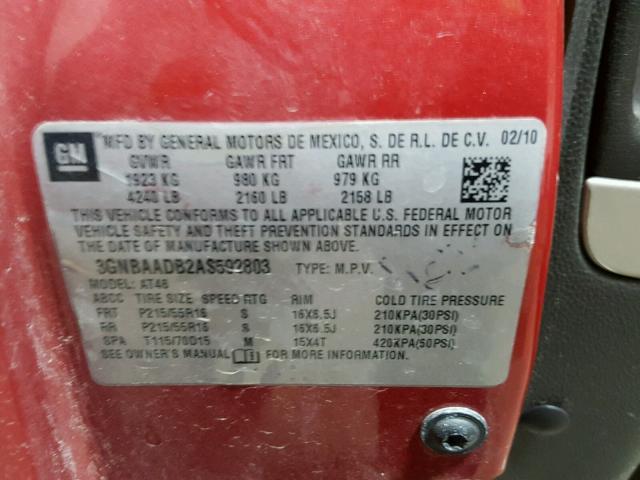 GM
MFD BY GENERAL MOTORS DE MEXICO, S. DE R.L. DE C.V. 02/10
GVWR GAWR FRT GAWR RR
1923 KG 980 KG 979 KG
4240 LB 2160 LB 2158 LB
THIS VEHICLE CONFORMS TO ALL APPLICABLE U.S. FEDERAL MOTOR
VEHICLE SAFETY AND THEFT PREVENTION STANDARDS IN EFFECT ON
THE DATE OF MANUFACTURE SHOWN ABOVE.
3GNBAADB2AS592803 TYPE: M.P.V.
MODEL: AT48
TIRE SIZE SPEED RTG RIM COLD TIRE PRESSURE
FRT P215/55R16 S 16X6.5J 210KPA(30PSI)
RR P215/55R16 S 16X6.5J 210KPA(30PSI)
SPA T115/70D15 M 15X4T 420KPA(60PSI)
SEE OWNER'S MANUAL FOR MORE INFORMATION.